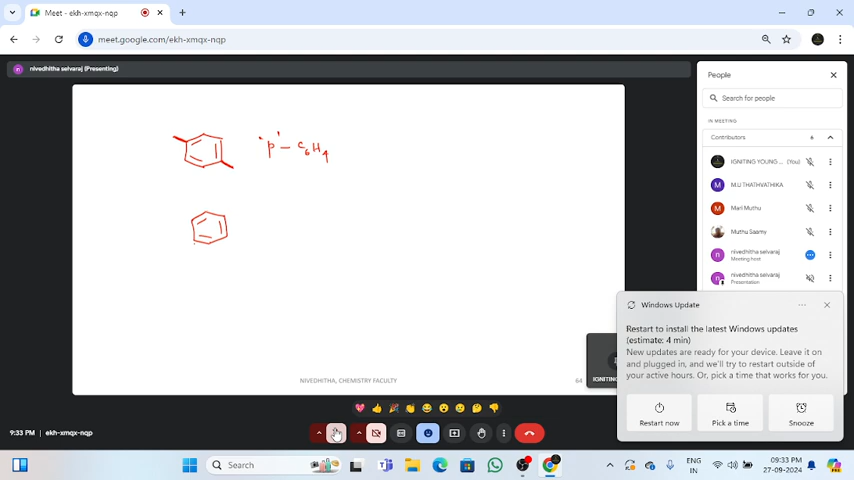 Meet - ekh-xmqx-nqp
meet.google.com/ekh-xmqx-nqp
n nivedhitha selvaraj (Presenting)
People
Search for people
IN MEETING
Contributors 6
IGNITING YOUNG ... (You)
M M.U THATHVATHIKA
M Mari Muthu
Muthu Saamy
n nivedhitha selvaraj
Meeting host
n nivedhitha selvaraj
Presentation
"p" - C6H4
Windows Update
Restart to install the latest Windows updates
(estimate: 4 min)
New updates are ready for your device. Leave it on
and plugged in, and we'll try to restart outside of
your active hours. Or, pick a time that works for you.
Restart now
Pick a time
Snooze
IGNITING
NIVEDHITHA, CHEMISTRY FACULTY
64
9:33 PM | ekh-xmqx-nqp
Search
ENG
IN
09:33 PM
27-09-2024